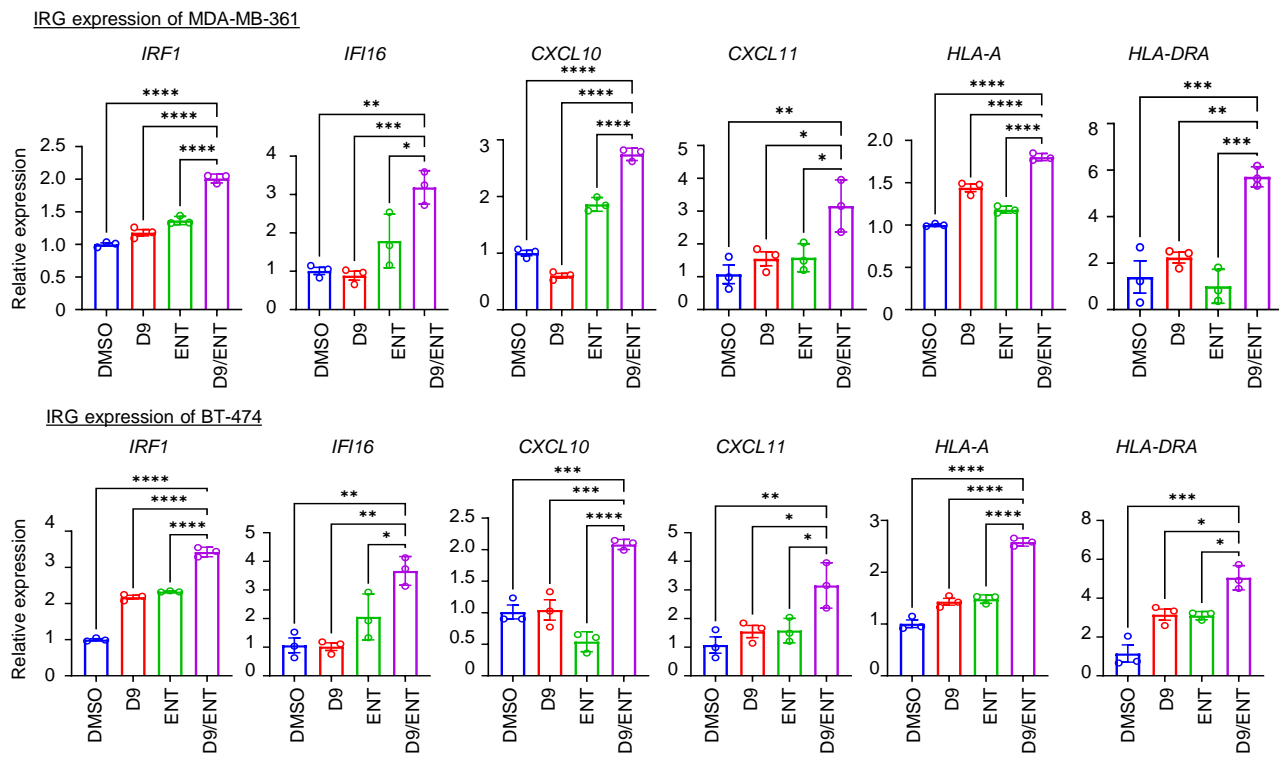 IRG expression of MDA-MB-361
IRF1
IFI16
CXCL10
CXCL11
HLA-A
HLA-DRA
Relative expression
****
****
****
2.5
2.0
1.5
1.0
0.5
0
DMSO
D9
ENT
D9/ENT
**
***
*
4
3
2
1
0
DMSO
D9
ENT
D9/ENT
****
****
****
3
2
1
0
DMSO
D9
ENT
D9/ENT
**
*
*
5
4
3
2
1
0
DMSO
D9
ENT
D9/ENT
****
****
****
2.0
1.5
1.0
0.5
0
DMSO
D9
ENT
D9/ENT
***
**
***
8
6
4
2
0
DMSO
D9
ENT
D9/ENT
IRG expression of BT-474
IRF1
IFI16
CXCL10
CXCL11
HLA-A
HLA-DRA
Relative expression
****
****
****
4
3
2
1
0
DMSO
D9
ENT
D9/ENT
**
**
*
5
4
3
2
1
0
DMSO
D9
ENT
D9/ENT
***
***
****
2.5
2.0
1.5
1.0
0.5
0
DMSO
D9
ENT
D9/ENT
**
*
*
5
4
3
2
1
0
DMSO
D9
ENT
D9/ENT
****
****
****
3
2
1
0
DMSO
D9
ENT
D9/ENT
***
*
*
8
6
4
2
0
DMSO
D9
ENT
D9/ENT